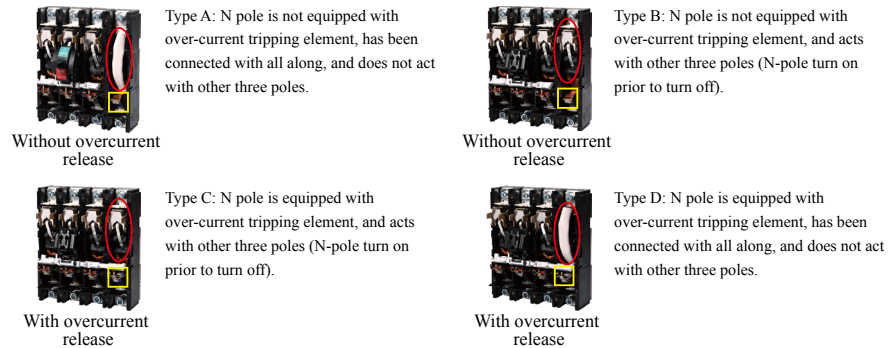 Type A: N pole is not equipped with
over-current tripping element, has been
connected with all along, and does not act
with other three poles.
Without overcurrent
release
Type B: N pole is not equipped with
over-current tripping element, and acts
with other three poles (N-pole turn on
prior to turn off).
Without overcurrent
release
Type C: N pole is equipped with
over-current tripping element, and acts
with other three poles (N-pole turn on
prior to turn off).
With overcurrent
release
Type D: N pole is equipped with
over-current tripping element, has been
connected with all along, and does not act
with other three poles.
With overcurrent
release